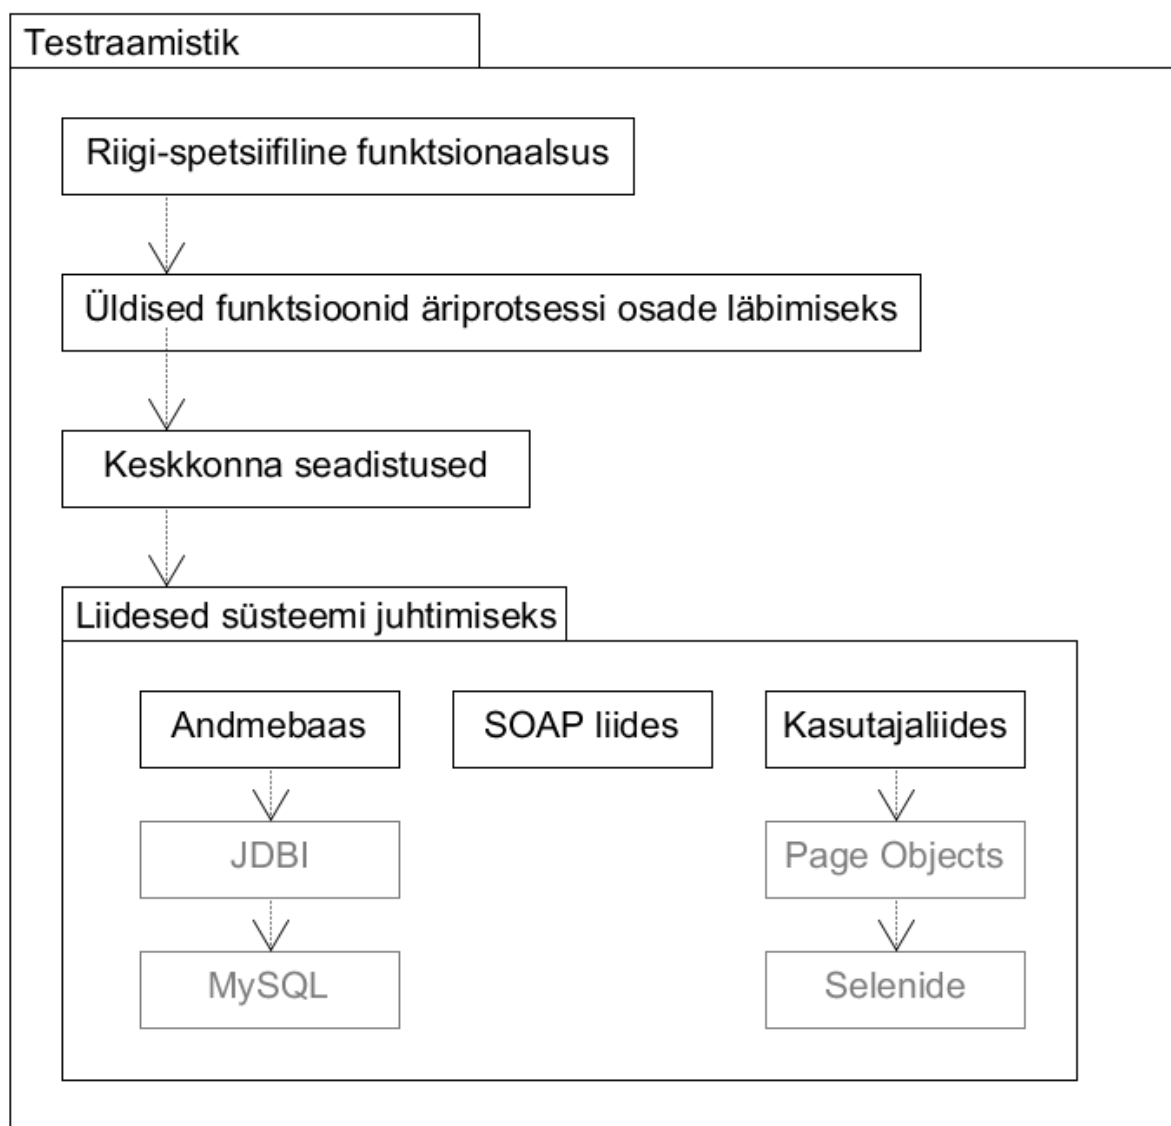 Testraamistik
Riigi-spetsiifiline funktsionaalsus
Üldised funktsioonid äriprotsessi osade läbimiseks
Keskkonna seadistused
Liidesed süsteemi juhtimiseks
Andmebaas
SOAP liides
Kasutajaliides
JDBI
Page Objects
MySQL
Selenide